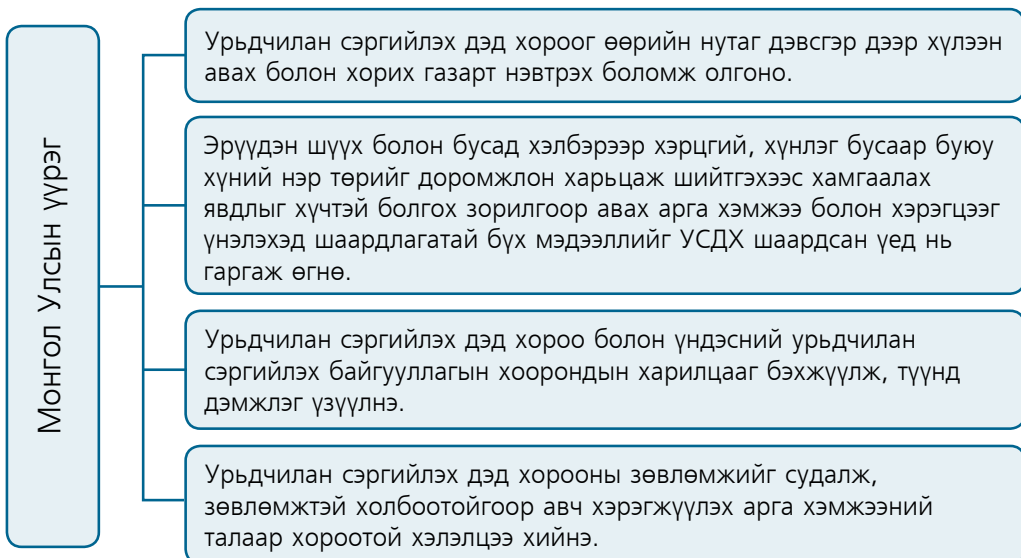 Монгол Улсын үүрэг
Урьдчилан сэргийлэх дэд хороог өөрийн нутаг дэвсгэр дээр хүлээн
авах болон хорих газарт нэвтрэх боломж олгоно.
Эрүүдэн шүүх болон бусад хэлбэрээр хэрцгий, хүнлэг бусаар буюу
хүний нэр төрийг доромжлон харьцаж шийтгэхээс хамгаалах
явдлыг хүчтэй болгох зорилгоор авах арга хэмжээ болон хэрэгцээг
үнэлэхэд шаардлагатай бүх мэдээллийг УСДХ шаардсан үед нь
гаргаж өгнө.
Урьдчилан сэргийлэх дэд хороо болон үндэсний урьдчилан
сэргийлэх байгууллагын хоорондын харилцааг бэхжүүлж, түүнд
дэмжлэг үзүүлнэ.
Урьдчилан сэргийлэх дэд хорооны зөвлөмжийг судалж,
зөвлөмжтэй холбоотойгоор авч хэрэгжүүлэх арга хэмжээний
талаар хороотой хэлэлцээ хийнэ.